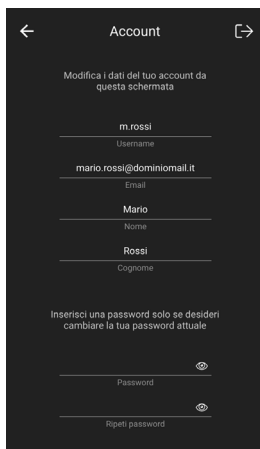 Account
Modifica i dati del tuo account da
questa schermata
m.rossi
Username
mario.rossi@dominiomail.it
Email
Mario
Nome
Rossi
Cognome
Inserisci una password solo se desideri
cambiare la tua password attuale
Password
Ripeti password